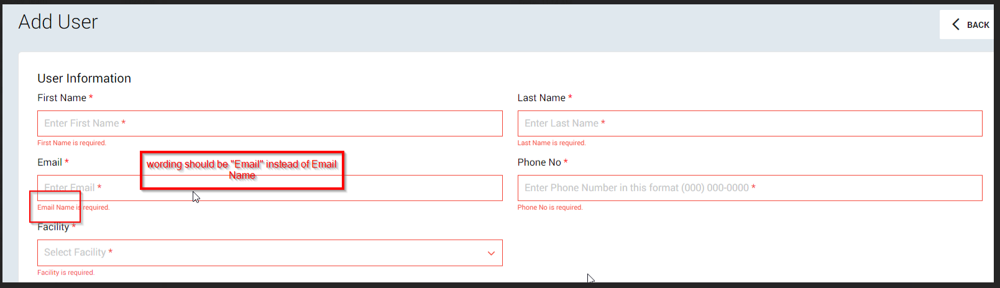 Add User
BACK
User Information
First Name *
Last Name *
Enter First Name *
Enter Last Name *
First Name is required.
Last Name is required.
wording should be "Email" instead of Email
Name
Email *
Phone No *
Enter Email *
Enter Phone Number in this format (000) 000-0000 *
Email Name is required.
Phone No is required.
Facility *
Select Facility *
Facility is required.